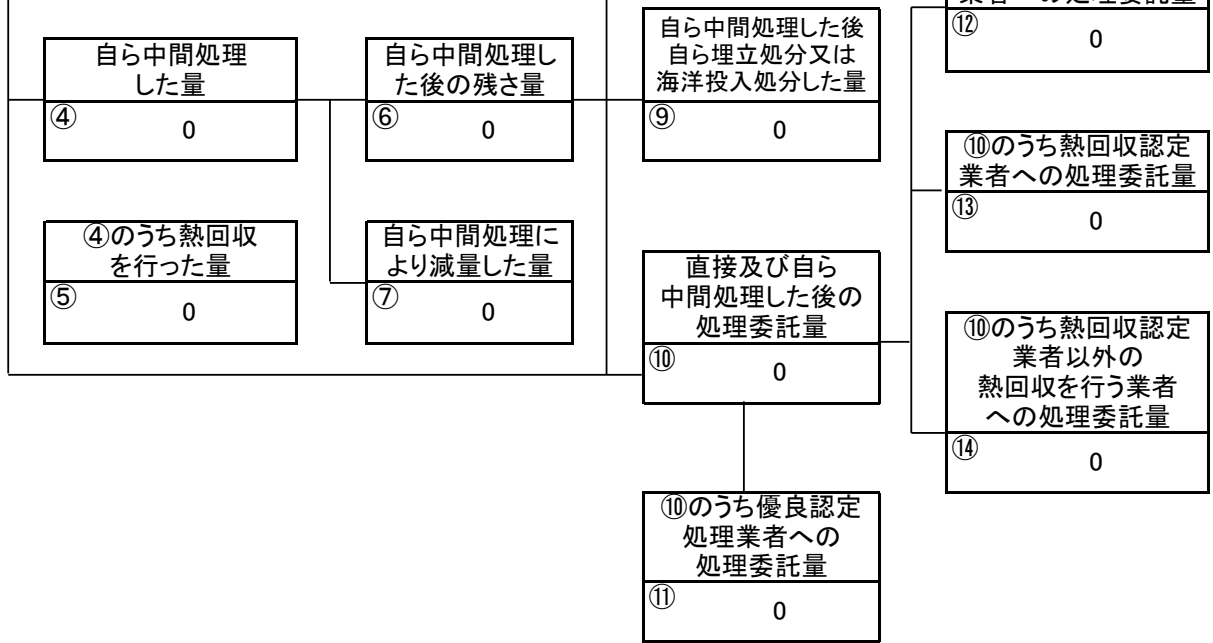 業者への処理委託量
⑫
0
自ら中間処理
した量
④
0
自ら中間処理し
た後の残さ量
⑥
0
自ら中間処理した後
自ら埋立処分又は
海洋投入処分した量
⑨
0
⑩のうち熱回収認定
業者への処理委託量
⑬
0
④のうち熱回収
を行った量
⑤
0
自ら中間処理に
より減量した量
⑦
0
直接及び自ら
中間処理した後の
処理委託量
⑩
0
⑩のうち熱回収認定
業者以外の
熱回収を行う業者
への処理委託量
⑭
0
⑩のうち優良認定
処理業者への
処理委託量
⑪
0